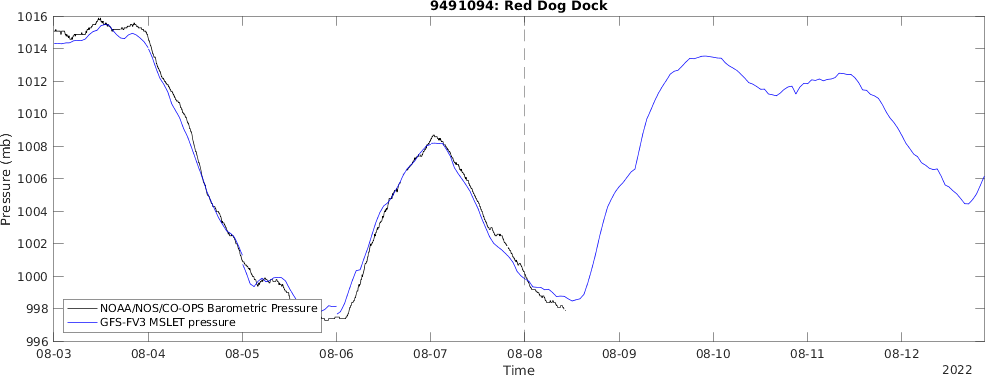 9491094: Red Dog Dock
1016
1014
1012
1010
1008
1006
1004
1002
1000
998
996
Pressure (mb)
NOAA/NOS/CO-OPS Barometric Pressure
GFS-FV3 MSLET pressure
08-03 08-04 08-05 08-06 08-07 08-08 08-09 08-10 08-11 08-12
Time
2022